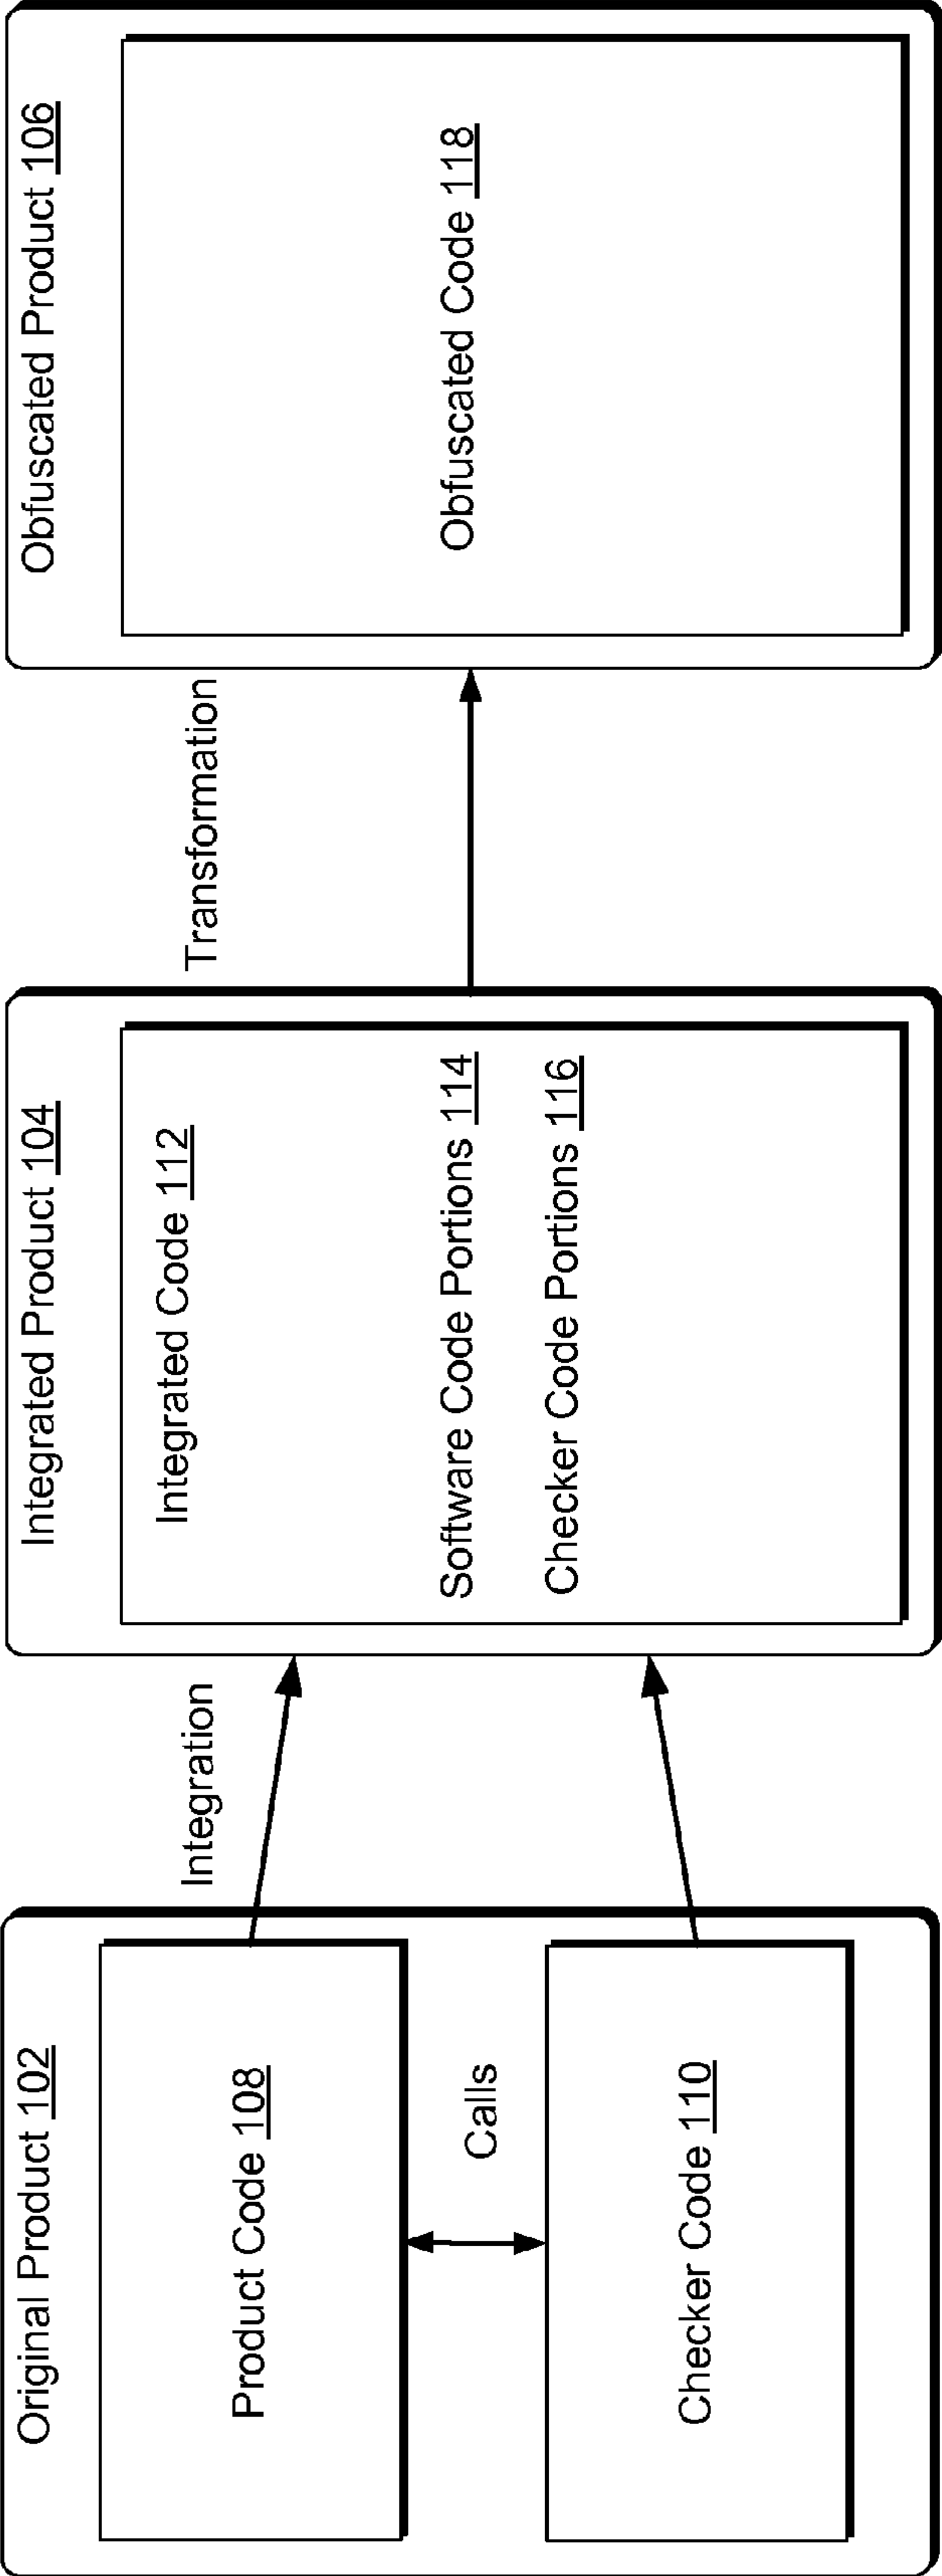 Original Product 102
Product Code 108
Calls
Checker Code 110
Integration
Integrated Product 104
Integrated Code 112
Software Code Portions 114
Checker Code Portions 116
Transformation
Obfuscated Product 106
Obfuscated Code 118